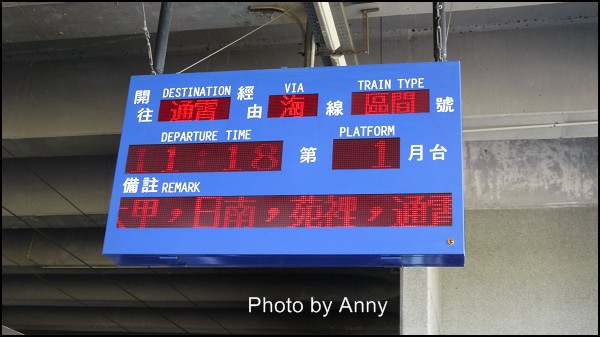 開往 DESTINATION 通霄 經由 VIA 海 線 TRAIN TYPE 區間 號
DEPARTURE TIME 11:18 第 PLATFORM 1 月台
備註 REMARK
大甲，日南，苑裡，通霄
Photo by Anny